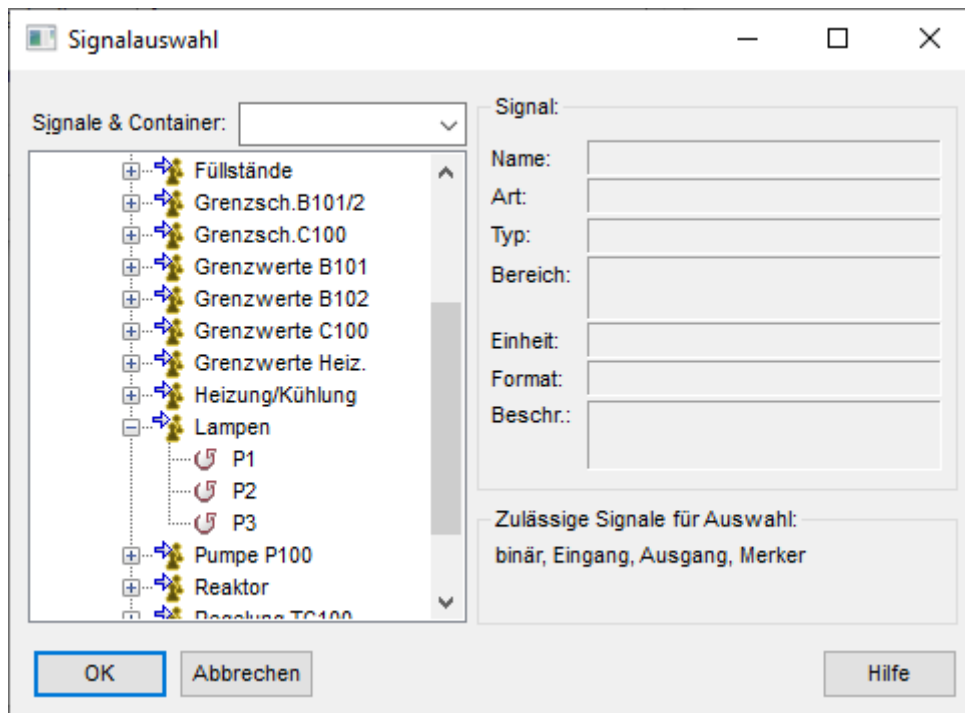 Signalauswahl
Signale & Container:
Füllstände
Grenzsch.B101/2
Grenzsch.C100
Grenzwerte B101
Grenzwerte B102
Grenzwerte C100
Grenzwerte Heiz.
Heizung/Kühlung
Lampen
P1
P2
P3
Pumpe P100
Reaktor
Regelung TC100
Signal:
Name:
Art:
Typ:
Bereich:
Einheit:
Format:
Beschr.:
Zulässige Signale für Auswahl:
binär, Eingang, Ausgang, Merker
OK
Abbrechen
Hilfe